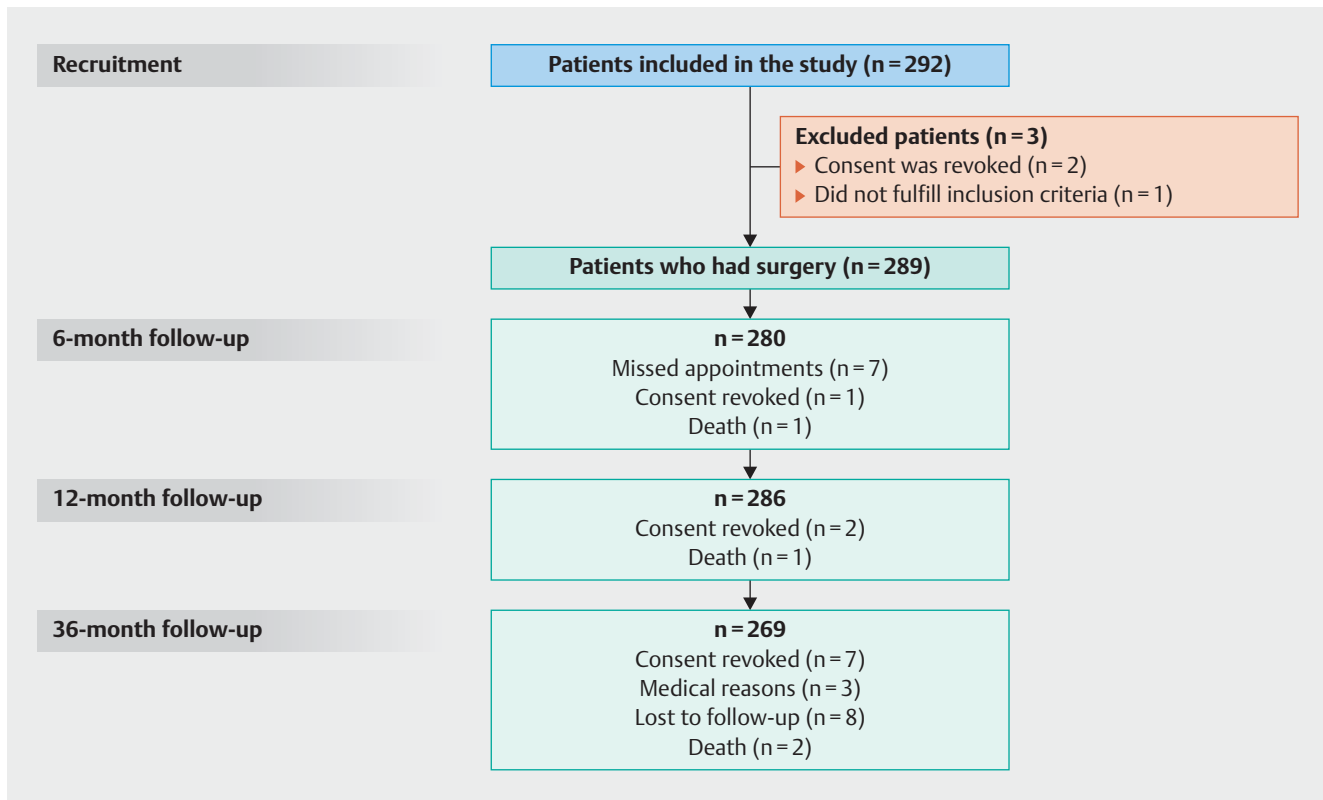 Recruitment
Patients included in the study (n = 292)
Excluded patients (n = 3)
Consent was revoked (n = 2)
Did not fulfill inclusion criteria (n = 1)
Patients who had surgery (n = 289)
6-month follow-up
n = 280
Missed appointments (n = 7)
Consent revoked (n = 1)
Death (n = 1)
12-month follow-up
n = 286
Consent revoked (n = 2)
Death (n = 1)
36-month follow-up
n = 269
Consent revoked (n = 7)
Medical reasons (n = 3)
Lost to follow-up (n = 8)
Death (n = 2)